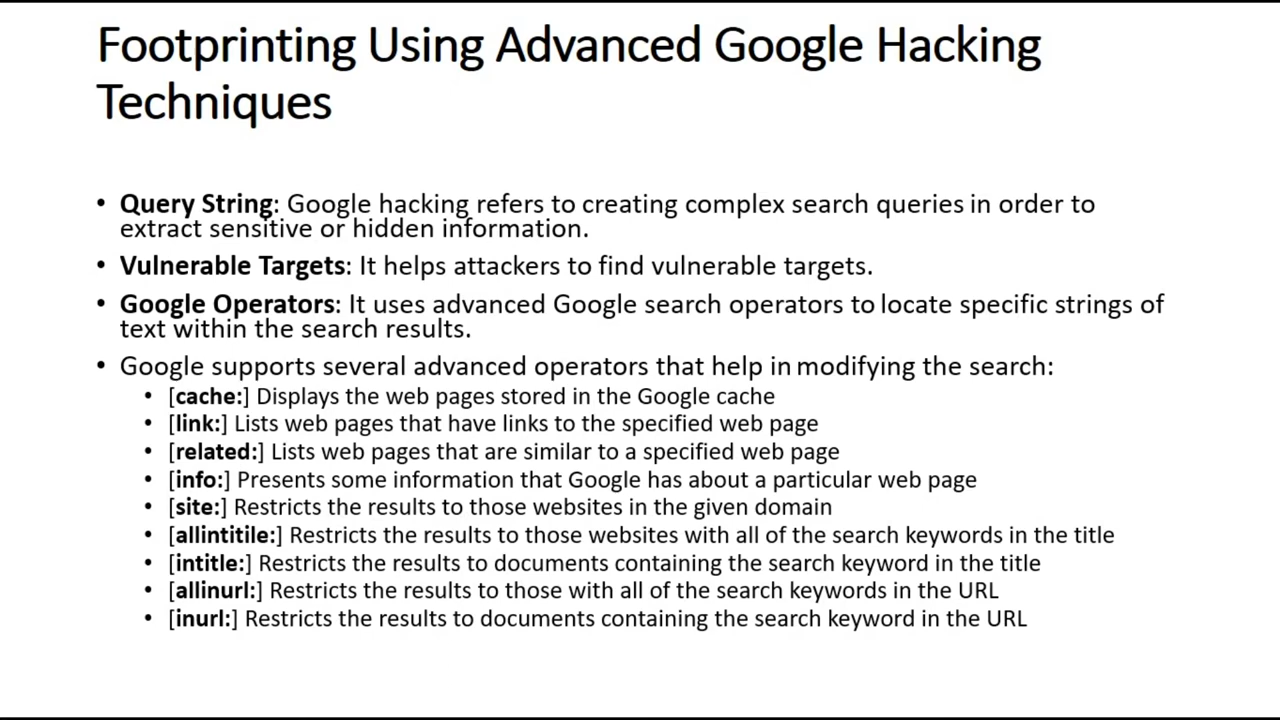 Footprinting Using Advanced Google Hacking
Techniques
• Query String: Google hacking refers to creating complex search queries in order to
extract sensitive or hidden information.
• Vulnerable Targets: It helps attackers to find vulnerable targets.
• Google Operators: It uses advanced Google search operators to locate specific strings of
text within the search results.
• Google supports several advanced operators that help in modifying the search:
• [cache:] Displays the web pages stored in the Google cache
• [link:] Lists web pages that have links to the specified web page
• [related:] Lists web pages that are similar to a specified web page
• [info:] Presents some information that Google has about a particular web page
• [site:] Restricts the results to those websites in the given domain
• [allintitile:] Restricts the results to those websites with all of the search keywords in the title
• [intitle:] Restricts the results to documents containing the search keyword in the title
• [allinurl:] Restricts the results to those with all of the search keywords in the URL
• [inurl:] Restricts the results to documents containing the search keyword in the URL